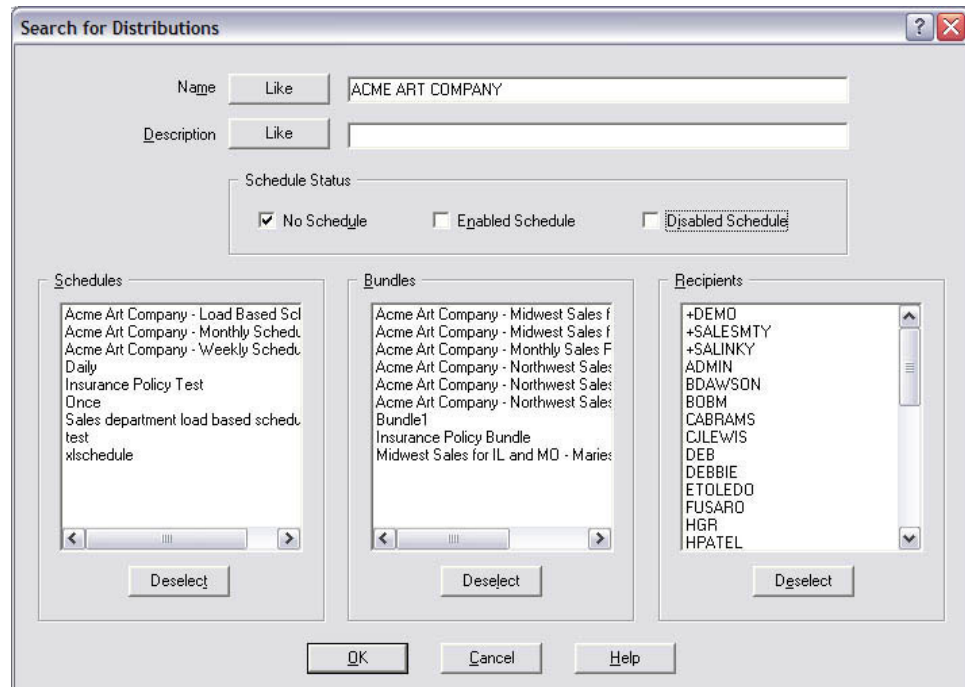 Search for Distributions
Name Like ACME ART COMPANY
Description Like
Schedule Status
No Schedule Enabled Schedule Disabled Schedule
Schedules
Acme Art Company - Load Based Scl
Acme Art Company - Monthly Schedu
Acme Art Company - Weekly Schedu
Daily
Insurance Policy Test
Once
Sales department load based schedu
test
xlschedule
Deselect
Bundles
Acme Art Company - Midwest Sales f
Acme Art Company - Midwest Sales f
Acme Art Company - Monthly Sales F
Acme Art Company - Northwest Sales
Acme Art Company - Northwest Sales
Acme Art Company - Northwest Sales
Bundle1
Insurance Policy Bundle
Midwest Sales for IL and MO - Maries
Deselect
Recipients
+DEMO
+SALESMTY
+SALINKY
ADMIN
BDAWSON
BOBM
CABRAMS
CJLEWIS
DEB
DEBBIE
ETOLEDO
FUSARO
HGR
HPATEL
Deselect
OK Cancel Help